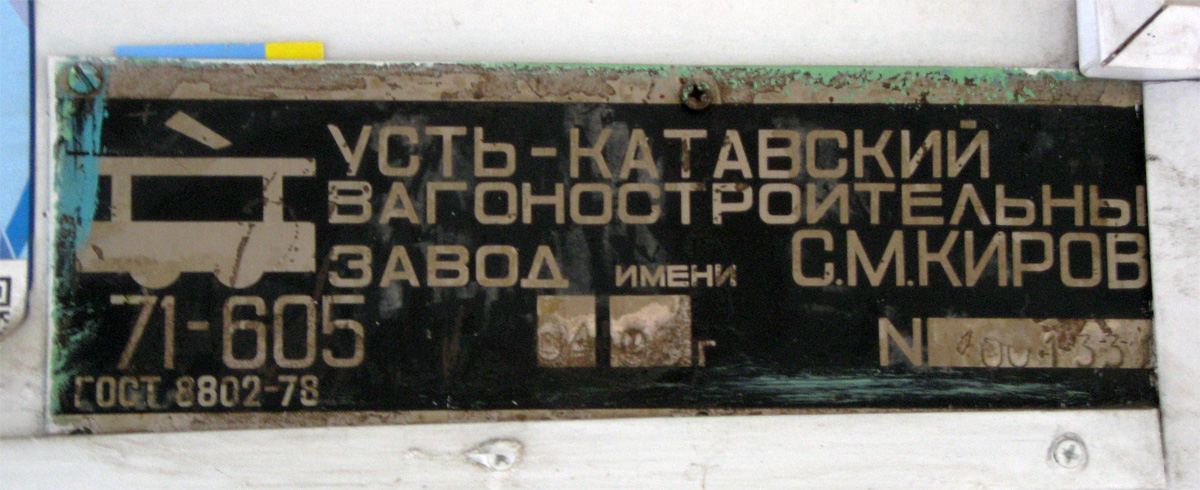 УСТЬ-КАТАВСКИЙ
ВАГОНОСТРОИТЕЛЬНЫ
ЗАВОД ИМЕНИ С.М.КИРОВ
71-605 г N
ГОСТ 8802-78